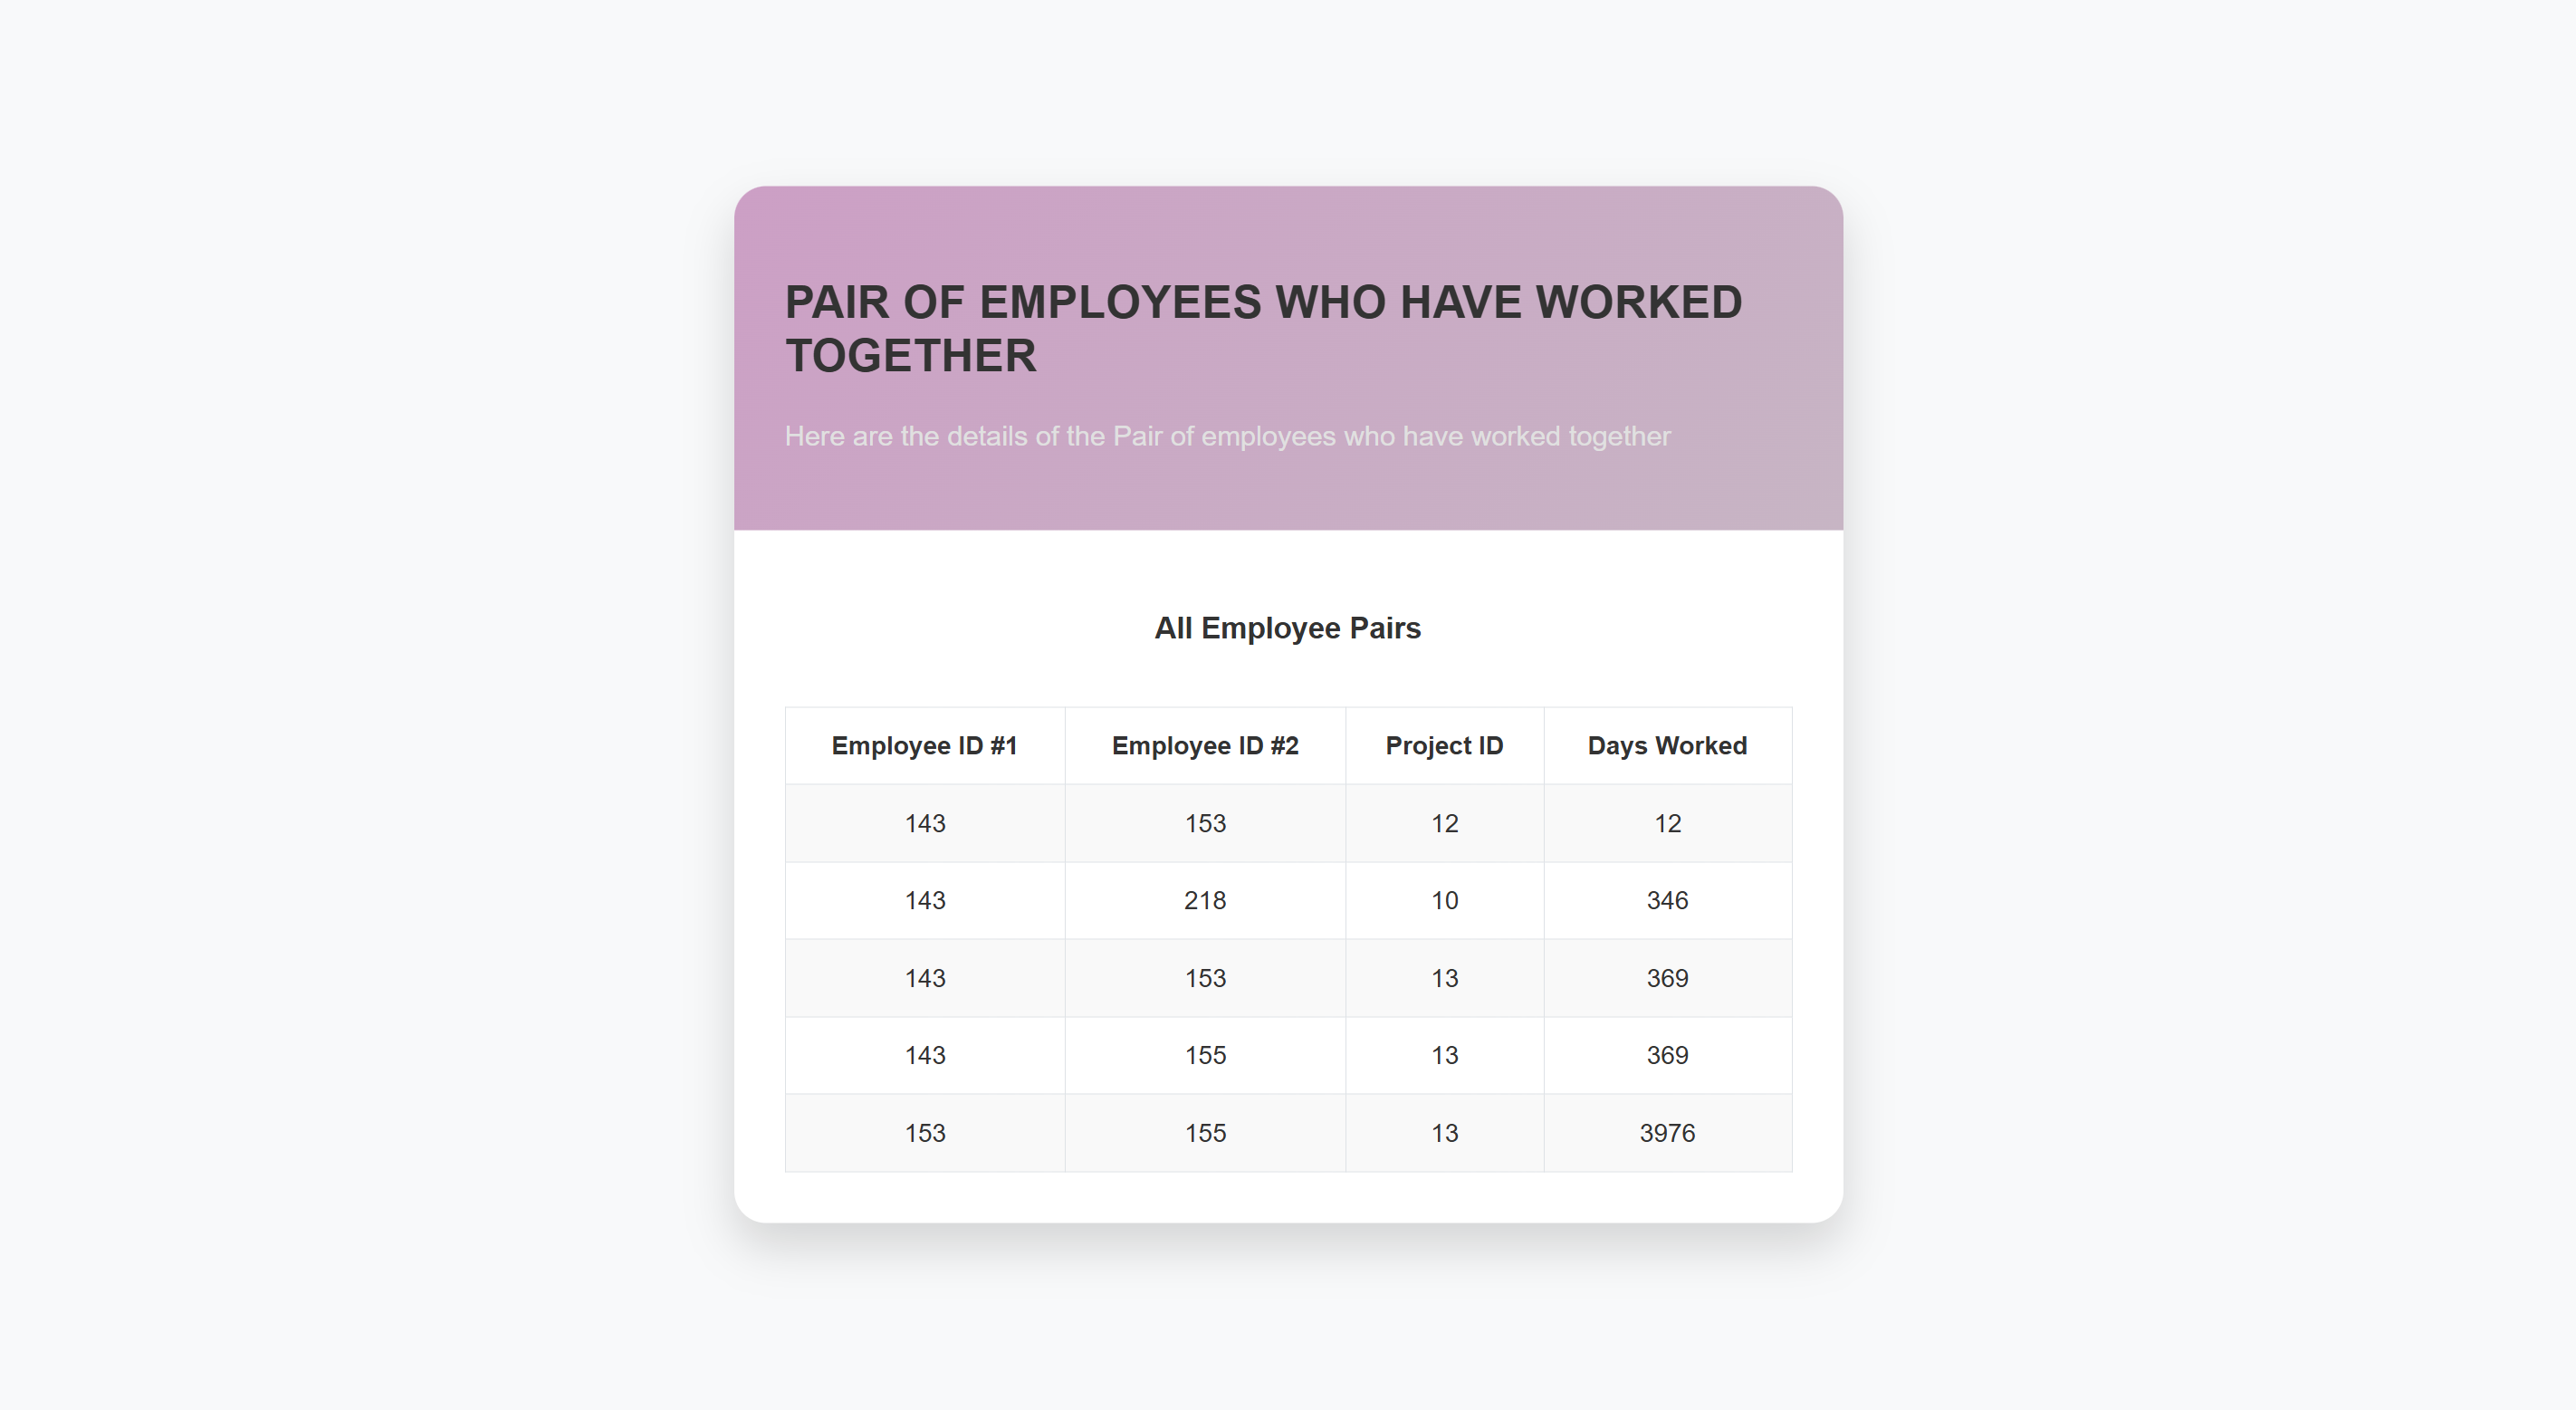 PAIR OF EMPLOYEES WHO HAVE WORKED
TOGETHER
Here are the details of the Pair of employees who have worked together
All Employee Pairs
Employee ID #1 Employee ID #2 Project ID Days Worked
143 153 12 12
143 218 10 346
143 153 13 369
143 155 13 369
153 155 13 3976